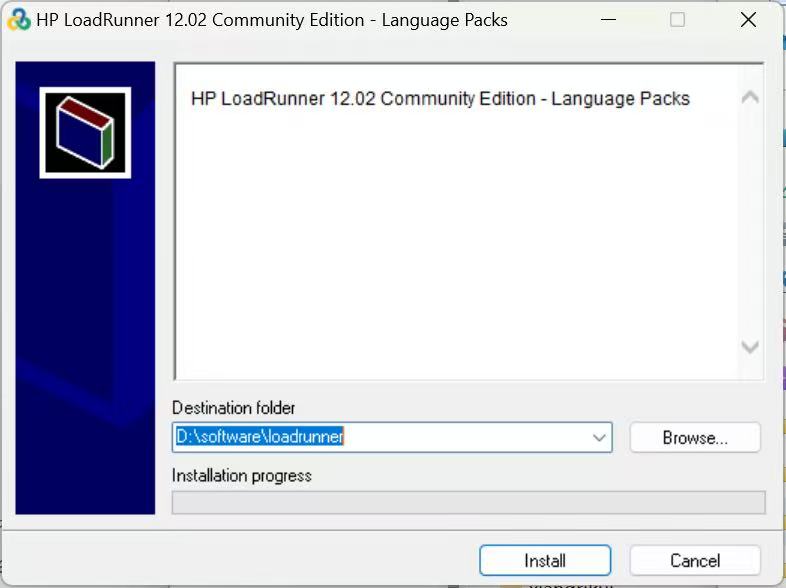 HP LoadRunner 12.02 Community Edition - Language Packs
HP LoadRunner 12.02 Community Edition - Language Packs
Destination folder
D:\software\loadrunner
Browse...
Installation progress
Install
Cancel